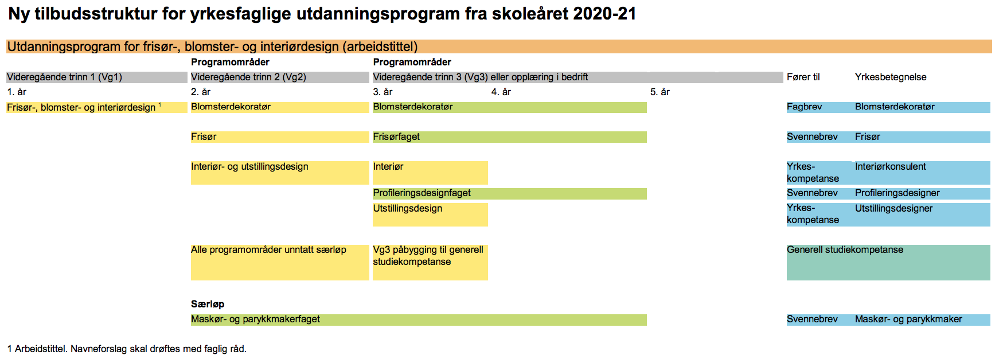 Ny tilbudsstruktur for yrkesfaglige utdanningsprogram fra skoleåret 2020-21
Utdanningsprogram for frisør-, blomster- og interiørdesign (arbeidstittel)
Programområder Programområder
Videregående trinn 1 (Vg1) Videregående trinn 2 (Vg2) Videregående trinn 3 (Vg3) eller opplæring i bedrift Fører til Yrkesbetegnelse
1. år 2. år 3. år 4. år 5. år
Frisør-, blomster- og interiørdesign 1 Blomsterdekoratør Blomsterdekoratør Fagbrev Blomsterdekoratør
Frisør Frisørfaget Svennebrev Frisør
Interiør- og utstillingsdesign Interiør Yrkes- Interiørkonsulent
kompetanse
Profileringsdesignfaget Svennebrev Profileringsdesigner
Utstillingsdesign Yrkes- Utstillingsdesigner
kompetanse
Alle programområder unntatt særløp Vg3 påbygging til generell Generell studiekompetanse
studiekompetanse
Særløp
Maskør- og parykkmakerfaget Svennebrev Maskør- og parykkmaker
1 Arbeidstittel. Navneforslag skal drøftes med faglig råd.